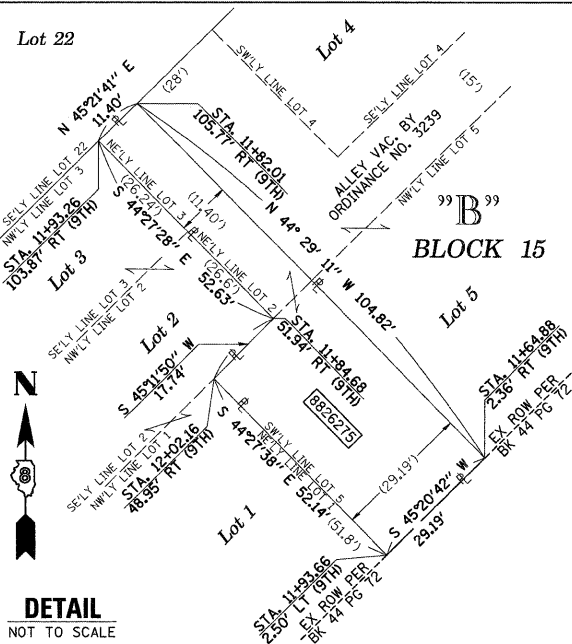 Lot 22
Lot 4
N 45°21'41" E
11.40'
(28')
SW'LY LINE LOT 4
SE'LY LINE LOT 4
(15')
STA. 11+82.01
105.77' RT (9TH)
ALLEY VAC. BY
ORDINANCE NO. 3239
NW'LY LINE LOT 5
SE'LY LINE LOT 22
NW'LY LINE LOT 3
STA. 11+93.26
103.87' RT (9TH)
NE'LY LINE LOT 3
(26.24')
S 44°27'28" E
52.63'
(11.40')
NE'LY LINE LOT 2
(26.6')
N 44° 29' 11" W 104.82'
"B"
BLOCK 15
Lot 3
SE'LY LINE LOT 3
NW'LY LINE LOT 2
Lot 2
Lot 5
STA. 11+84.68
51.94' RT (9TH)
STA. 11+64.88
2.36' RT (9TH)
EX ROW PER
BK 44 PG 72
S 45°11'50" W
17.74'
8826275
N
SE'LY LINE LOT 2
NW'LY LINE LOT 1
STA. 12+02.16
48.95' RT (9TH)
SW'LY LINE LOT 5
NE'LY LINE LOT 1
S 44°27'38" E
52.14'
(51.8')
(29.19')
S 45°20'42" W
29.19'
Lot 1
STA. 11+93.66
2.50' LT (9TH)
EX ROW PER
BK 44 PG 72
DETAIL
NOT TO SCALE